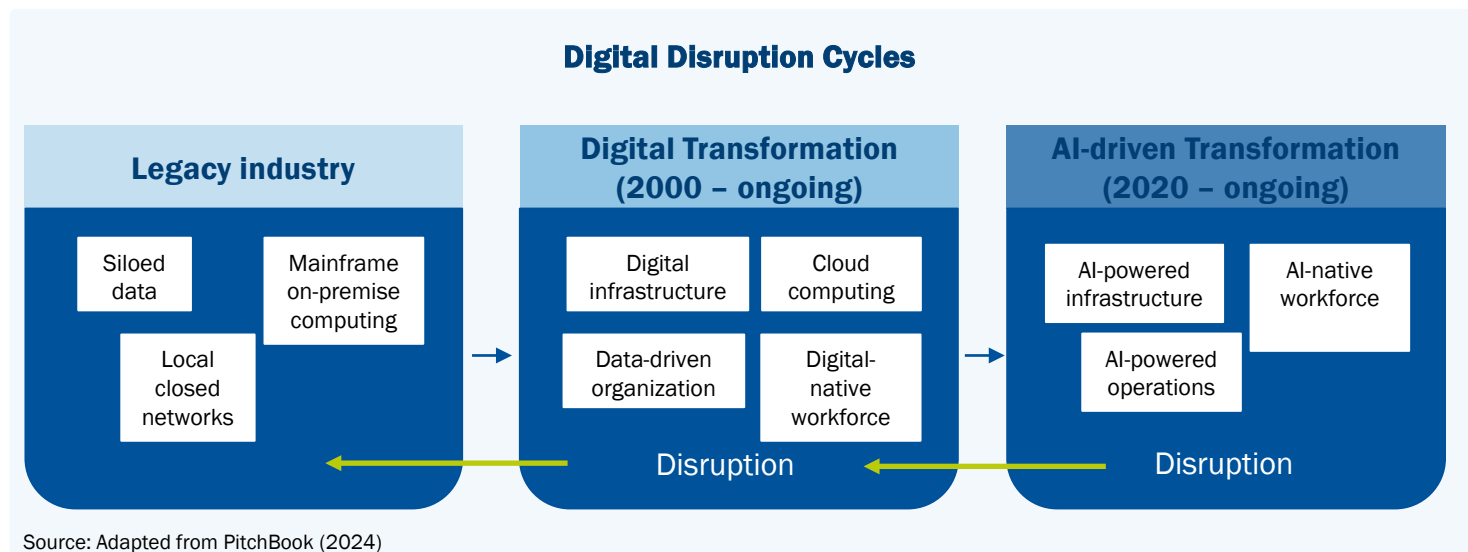 Digital Disruption Cycles
Legacy industry
Siloed
data
Mainframe
on-premise
computing
Local
closed
networks
Digital Transformation
(2000 – ongoing)
Digital
infrastructure
Cloud
computing
Data-driven
organization
Digital-
native
workforce
Disruption
AI-driven Transformation
(2020 – ongoing)
AI-powered
infrastructure
AI-native
workforce
AI-powered
operations
Disruption
Source: Adapted from PitchBook (2024)